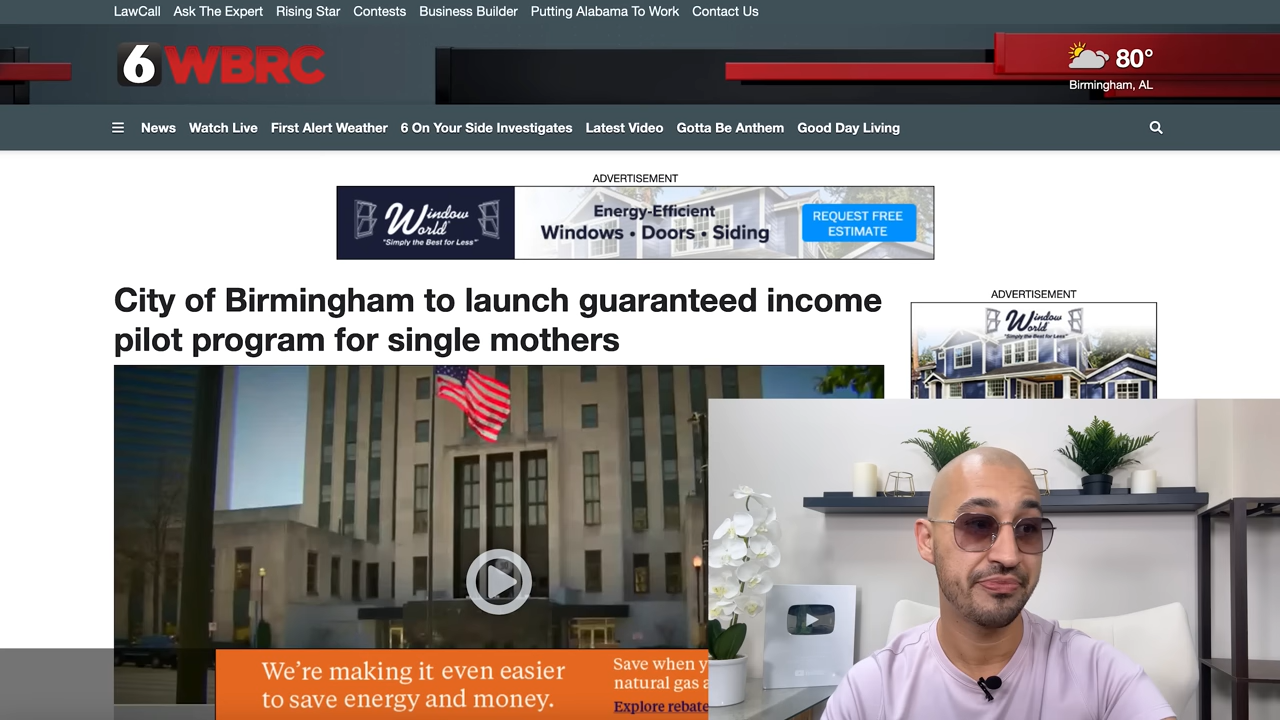 LawCall Ask The Expert Rising Star Contests Business Builder Putting Alabama To Work Contact Us
6 WBRC
80°
Birmingham, AL
News Watch Live First Alert Weather 6 On Your Side Investigates Latest Video Gotta Be Anthem Good Day Living
ADVERTISEMENT
Window World
"Simply the Best for Less"
Energy-Efficient
Windows • Doors • Siding
REQUEST FREE
ESTIMATE
City of Birmingham to launch guaranteed income
pilot program for single mothers
ADVERTISEMENT
Window World
"Simply the Best for Less"
We're making it even easier
to save energy and money.
Save when y
natural gas a
Explore rebate